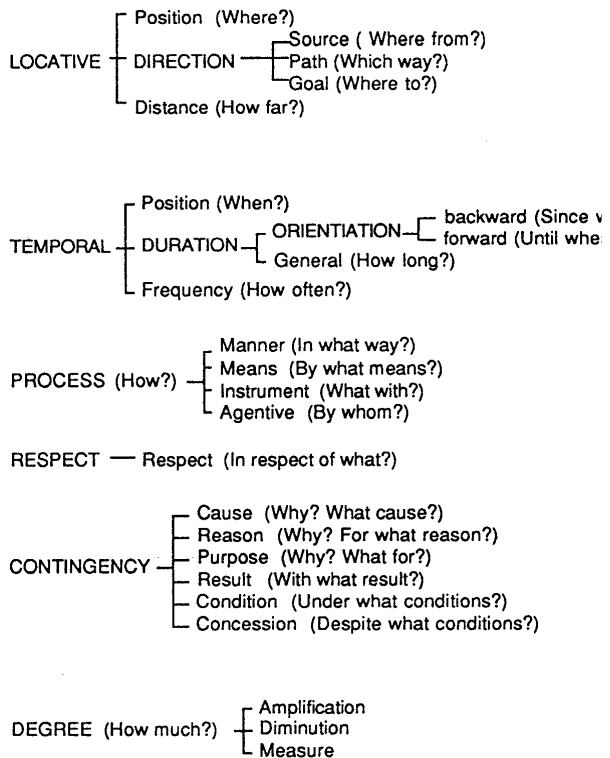 Position (Where?)
Source ( Where from?)
LOCATIVE DIRECTION Path (Which way?)
Goal (Where to?)
Distance (How far?)
Position (When?)
backward (Since
ORIENTIATION
forward (Until
TEMPORAL DURATION
General (How long?)
Frequency (How often?)
Manner (In what way?)
Means (By what means?)
PROCESS (How?)
Instrument (What with?)
Agentive (By whom?)
RESPECT Respect (In respect of what?)
Cause (Why? What cause?)
Reason (Why? For what reason?)
Purpose (Why? What for?)
CONTINGENCY
Result (With what result?)
Condition (Under what conditions?)
Concession (Despite what conditions?)
Amplification
DEGREE (How much?) Diminution
Measure